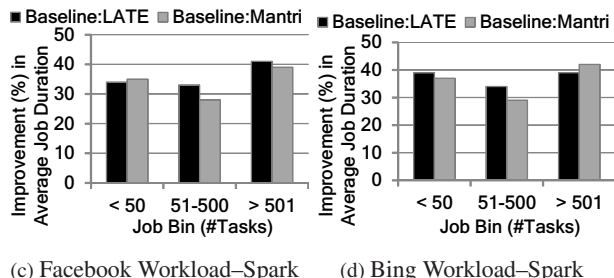 Baseline:LATE Baseline:Mantri
Improvement (%) in
Average Job Duration
50
40
30
20
10
0
< 50 51-500 > 501
Job Bin (#Tasks)
(c) Facebook Workload–Spark
Baseline:LATE Baseline:Mantri
Improvement (%) in
Average Job Duration
50
40
30
20
10
0
< 50 51-500 > 501
Job Bin (#Tasks)
(d) Bing Workload–Spark